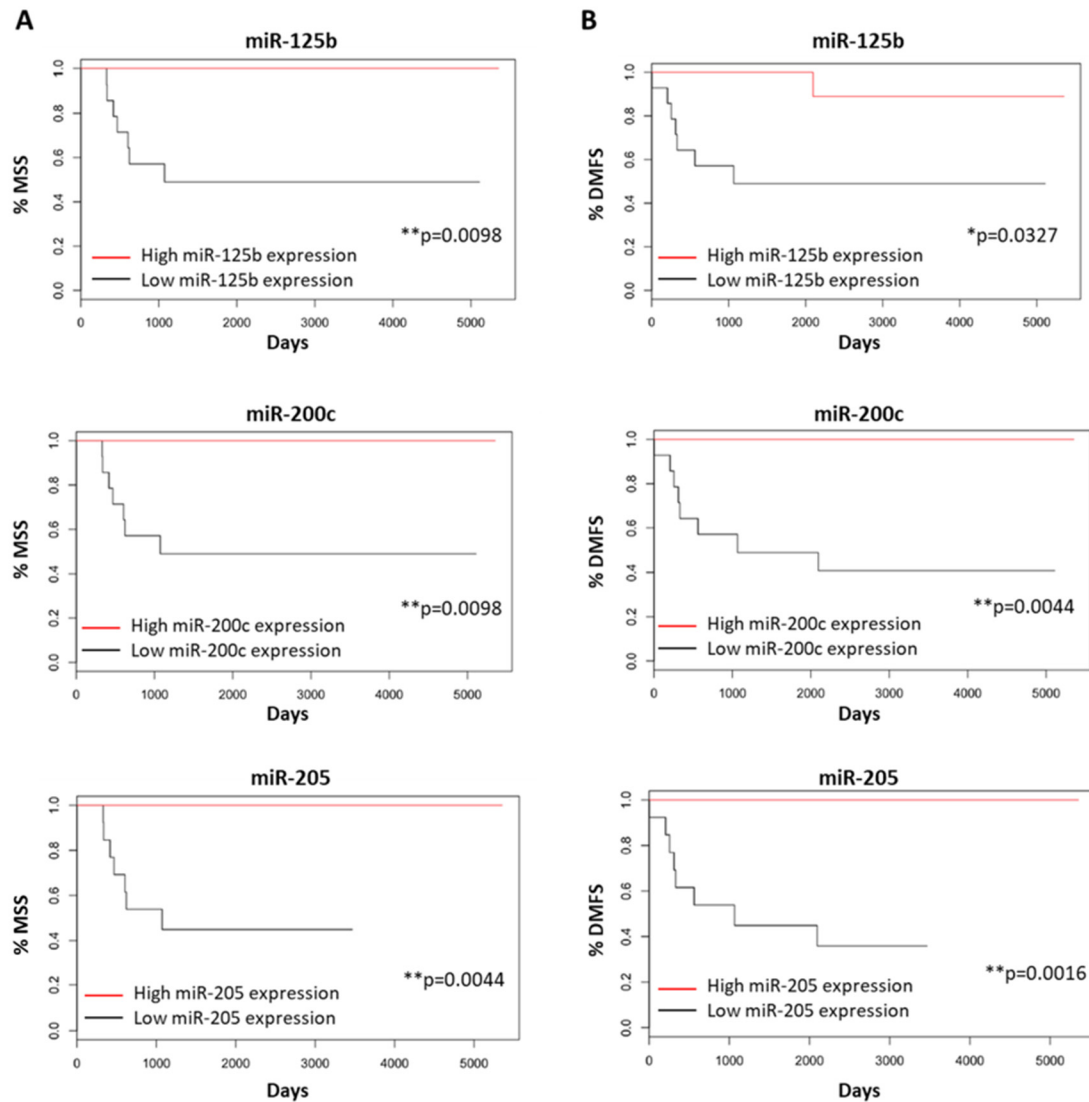 A
miR-125b
% MSS
1.0
0.8
0.6
0.4
0.2
0.0
**p=0.0098
High miR-125b expression
Low miR-125b expression
0 1000 2000 3000 4000 5000
Days
B
miR-125b
% DMFS
1.0
0.8
0.6
0.4
0.2
0.0
*p=0.0327
High miR-125b expression
Low miR-125b expression
0 1000 2000 3000 4000 5000
Days
miR-200c
% MSS
1.0
0.8
0.6
0.4
0.2
0.0
**p=0.0098
High miR-200c expression
Low miR-200c expression
0 1000 2000 3000 4000 5000
Days
miR-200c
% DMFS
1.0
0.8
0.6
0.4
0.2
0.0
**p=0.0044
High miR-200c expression
Low miR-200c expression
0 1000 2000 3000 4000 5000
Days
miR-205
% MSS
1.0
0.8
0.6
0.4
0.2
0.0
**p=0.0044
High miR-205 expression
Low miR-205 expression
0 1000 2000 3000 4000 5000
Days
miR-205
% DMFS
1.0
0.8
0.6
0.4
0.2
0.0
**p=0.0016
High miR-205 expression
Low miR-205 expression
0 1000 2000 3000 4000 5000
Days